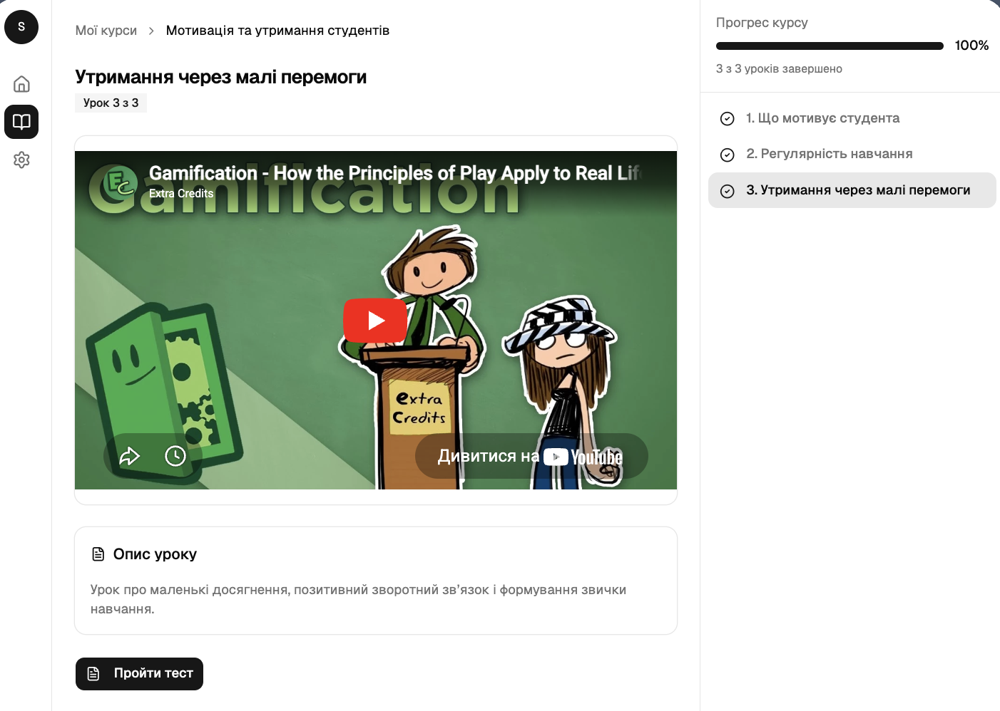 S
Мої курси > Мотивація та утримання студентів
Утримання через малі перемоги
Урок 3 з 3
Gamification
EC
Gamification - How the Principles of Play Apply to Real Life
Extra Credits
extra
Credits
Дивитися на YouTube
Опис уроку
Урок про маленькі досягнення, позитивний зворотний зв’язок і формування звички
навчання.
Пройти тест
Прогрес курсу
100%
3 з 3 уроків завершено
1. Що мотивує студента
2. Регулярність навчання
3. Утримання через малі перемоги